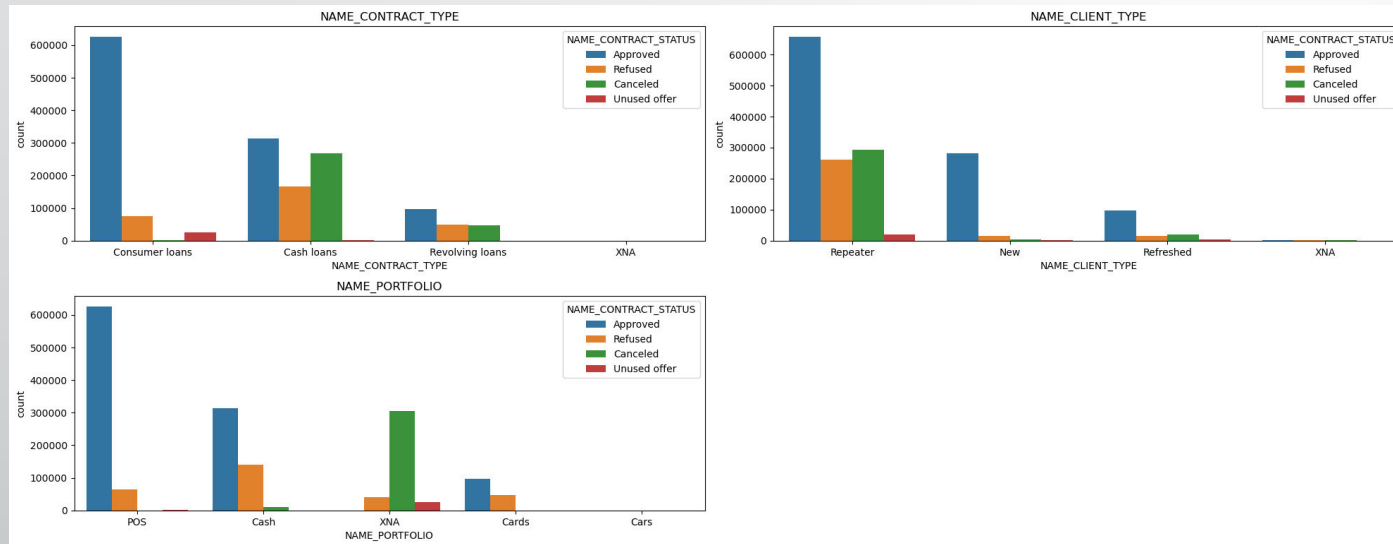 NAME_CONTRACT_TYPE
NAME_CONTRACT_STATUS
Approved
Refused
Canceled
Unused offer
600000
500000
400000
300000
200000
100000
0
count
Consumer loans Cash loans Revolving loans XNA
NAME_CONTRACT_TYPE
NAME_CLIENT_TYPE
NAME_CONTRACT_STATUS
Approved
Refused
Canceled
Unused offer
600000
500000
400000
300000
200000
100000
0
count
Repeater New Refreshed XNA
NAME_CLIENT_TYPE
NAME_PORTFOLIO
NAME_CONTRACT_STATUS
Approved
Refused
Canceled
Unused offer
600000
500000
400000
300000
200000
100000
0
count
POS Cash XNA Cards Cars
NAME_PORTFOLIO